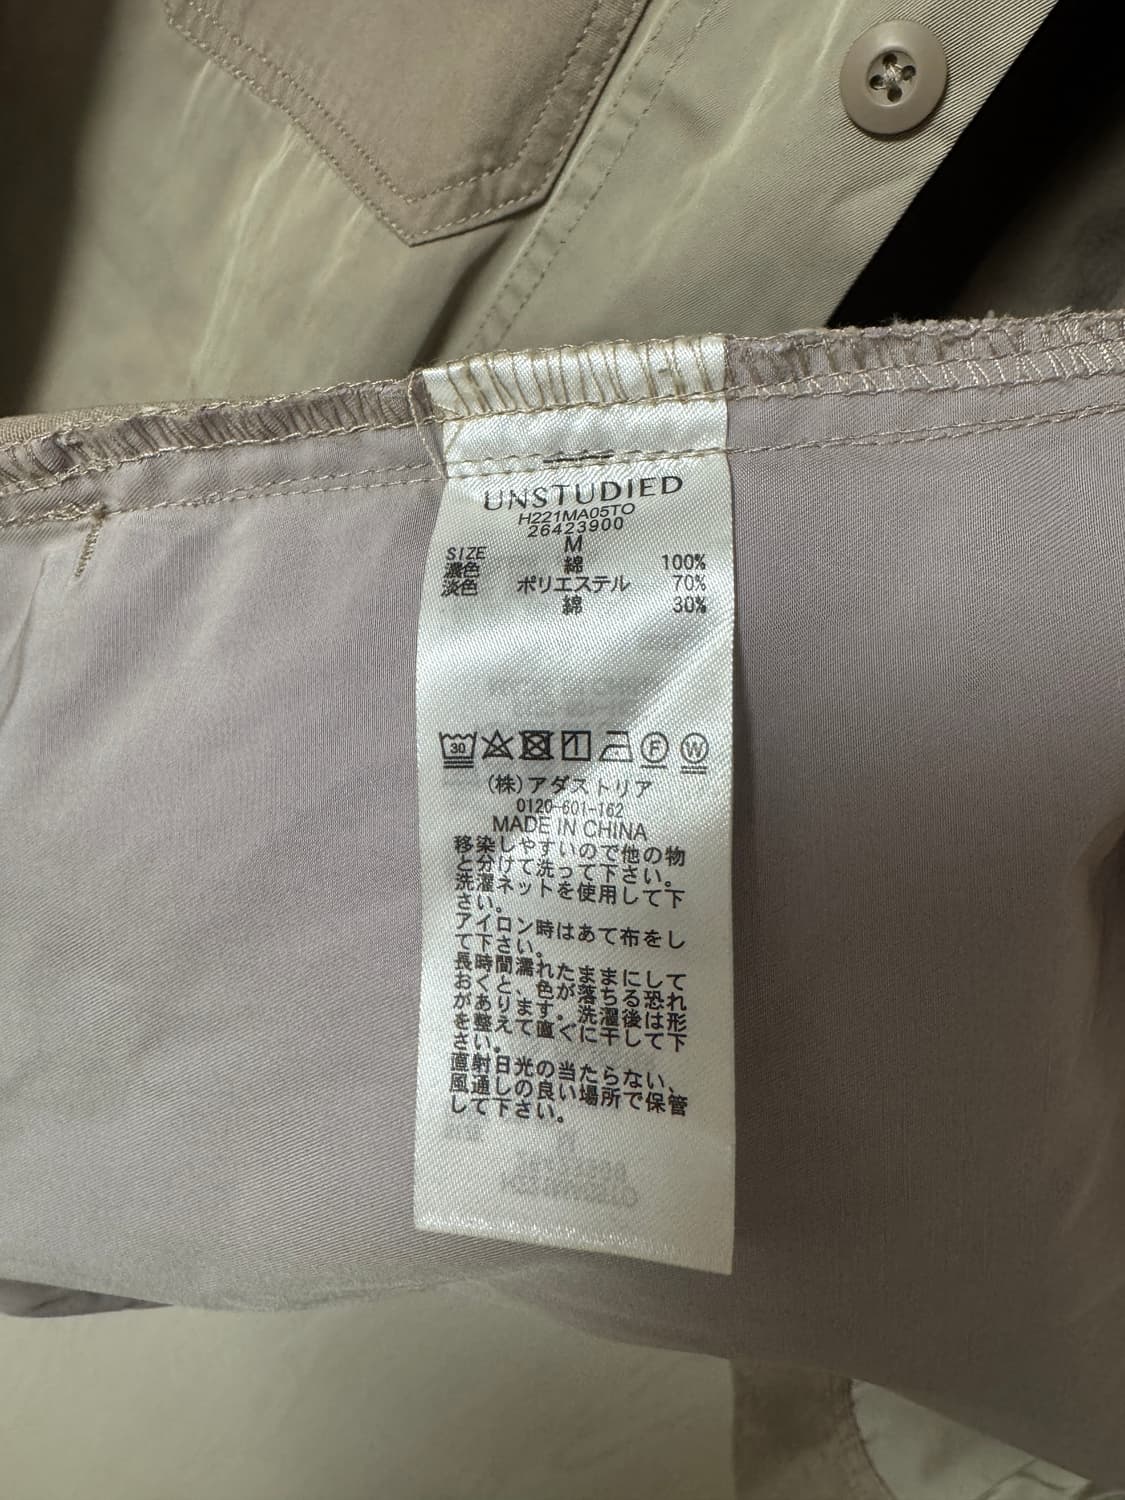 UNSTUDIED
H221MA05TO
26423900
SIZE M
濃色 綿 100%
淡色 ポリエステル 70%
綿 30%
30
F W
(株)アダストリア
0120-601-162
MADE IN CHINA
移染しやすいので他の物
と分けて洗って下さい。
洗濯ネットを使用して下
さい。
アイロン時はあて布をし
て下さい。
長時間濡れたままにして
おくと、色が落ちる恐れ
があります。洗濯後は形
を整えて直ぐに干して下
さい。
直射日光の当たらない、
風通しの良い場所で保管
して下さい。